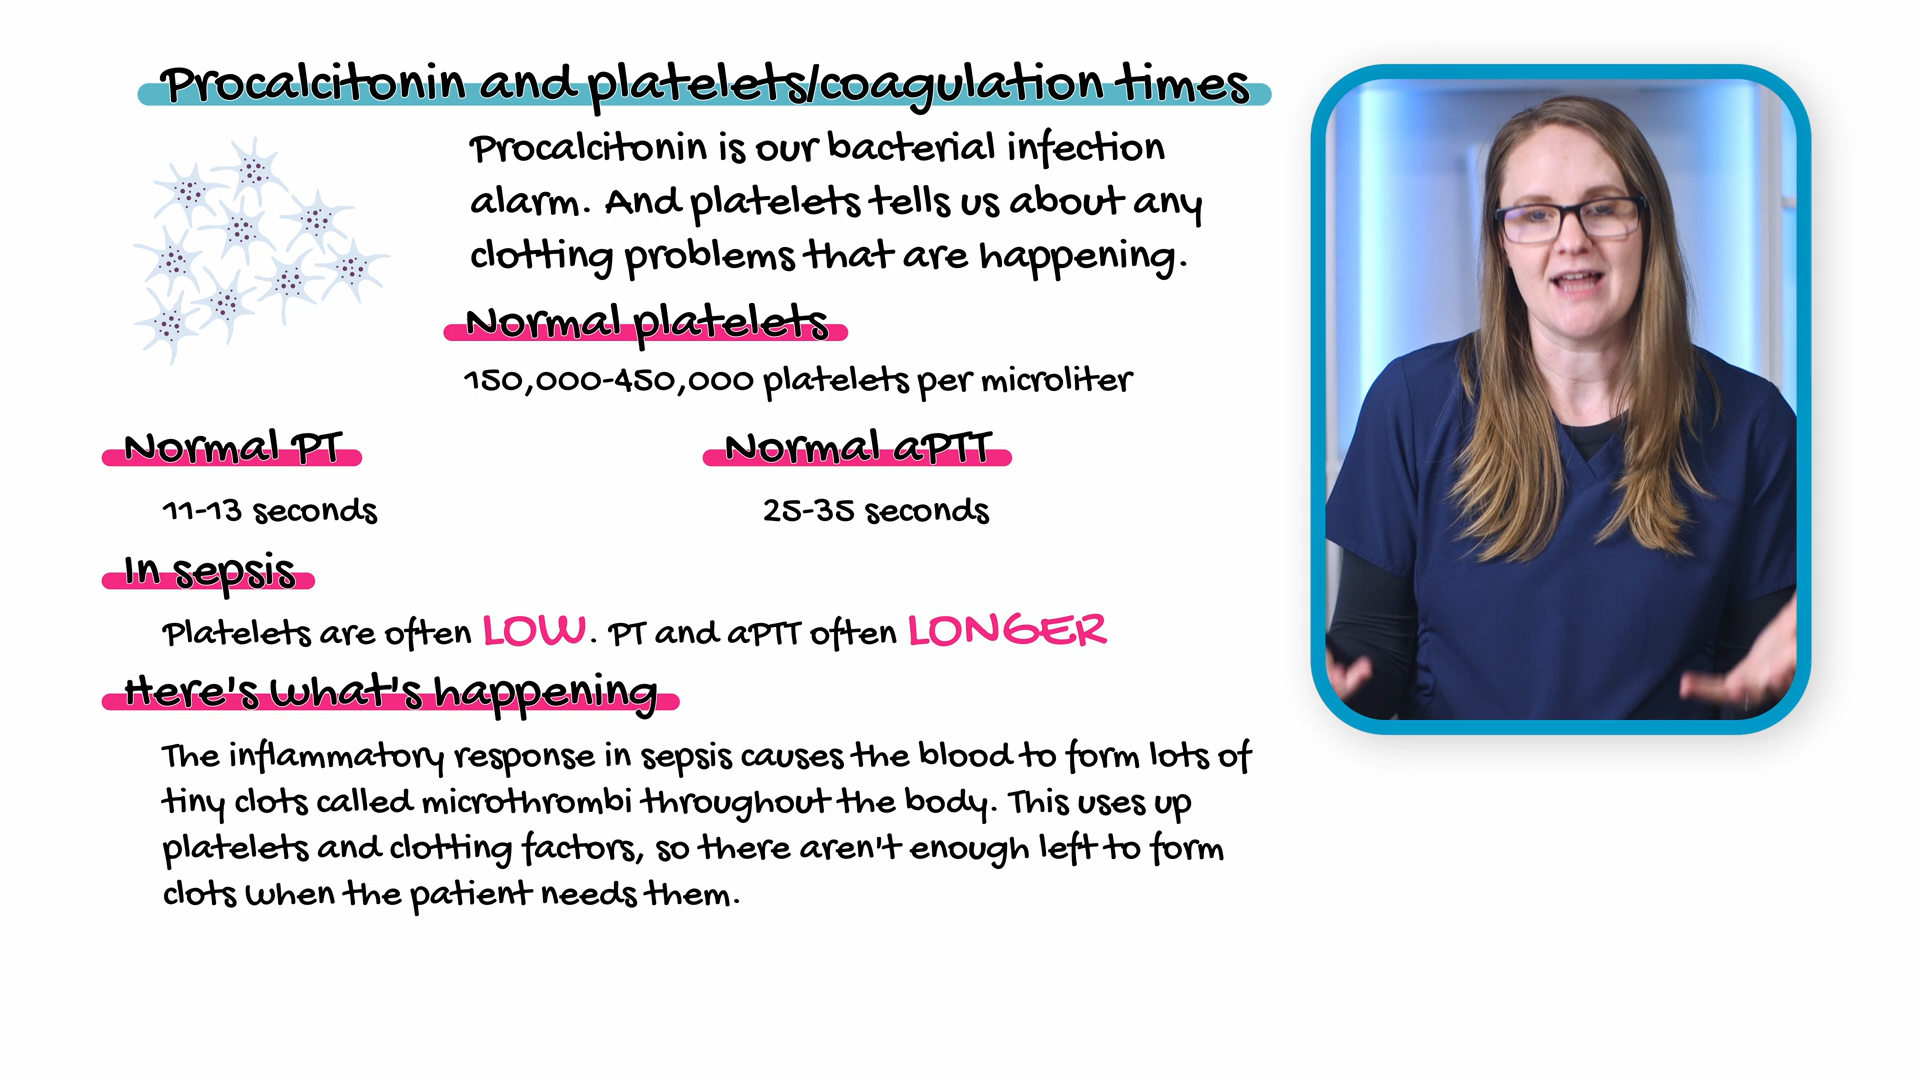 Procalcitonin and platelets/coagulation times
Procalcitonin is our bacterial infection
alarm. And platelets tells us about any
clotting problems that are happening.
Normal platelets
150,000-450,000 platelets per microliter
Normal PT
Normal aPTT
11-13 seconds
25-35 seconds
In sepsis
Platelets are often LOW. PT and aPTT often LONGER
Here's what's happening
The inflammatory response in sepsis causes the blood to form lots of
tiny clots called microthrombi throughout the body. This uses up
platelets and clotting factors, so there aren't enough left to form
clots when the patient needs them.